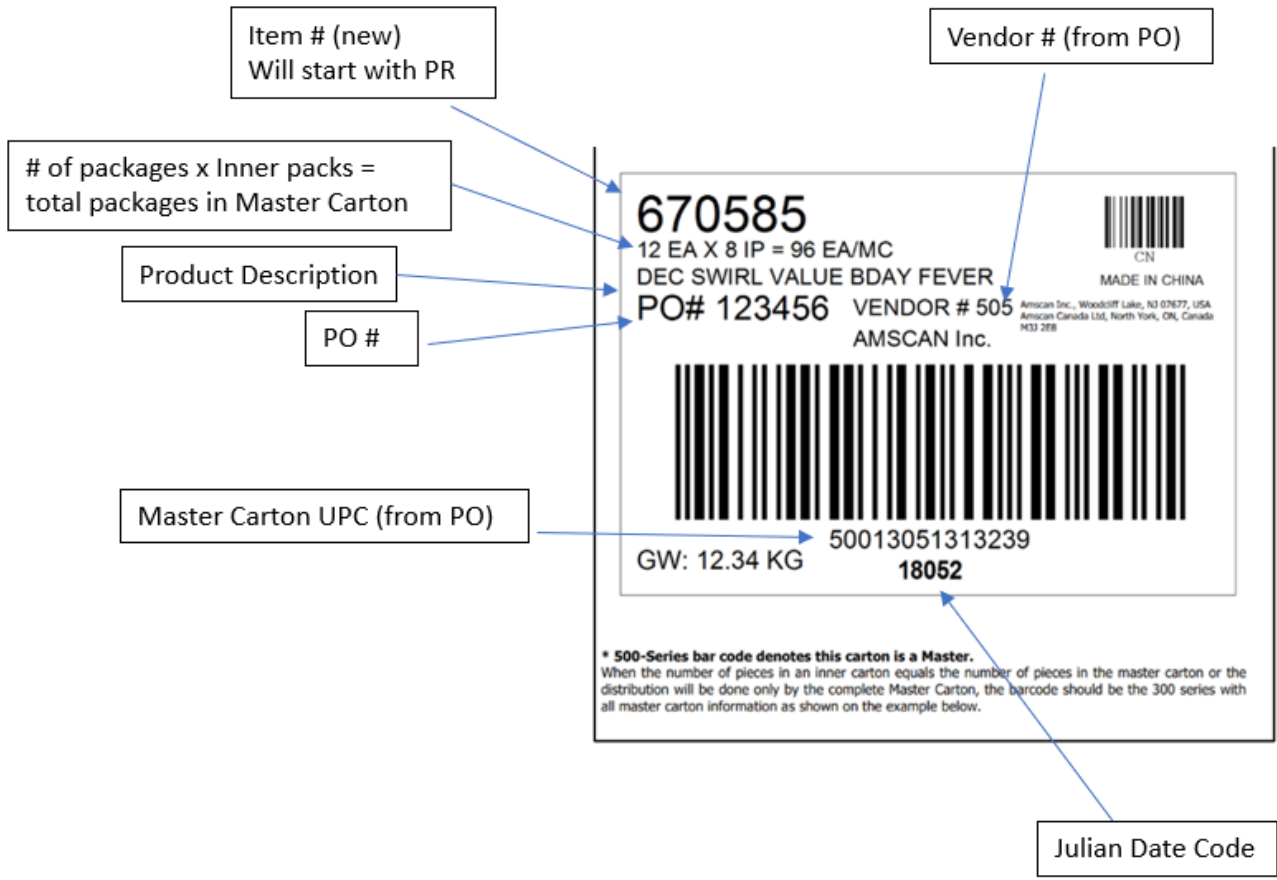 Item # (new)
Will start with PR
Vendor # (from PO)
# of packages x Inner packs =
total packages in Master Carton
Product Description
PO #
670585
12 EA X 8 IP = 96 EA/MC
DEC SWIRL VALUE BDAY FEVER
PO# 123456
VENDOR # 505
AMSCAN Inc.
CN
MADE IN CHINA
Amscan Inc., Woodcliff Lake, NJ 07677, USA
Amscan Canada Ltd, North York, ON, Canada
M3J 2E8
Master Carton UPC (from PO)
50013051313239
GW: 12.34 KG
18052
* 500-Series bar code denotes this carton is a Master.
When the number of pieces in an inner carton equals the number of pieces in the master carton or the
distribution will be done only by the complete Master Carton, the barcode should be the 300 series with
all master carton information as shown on the example below.
Julian Date Code